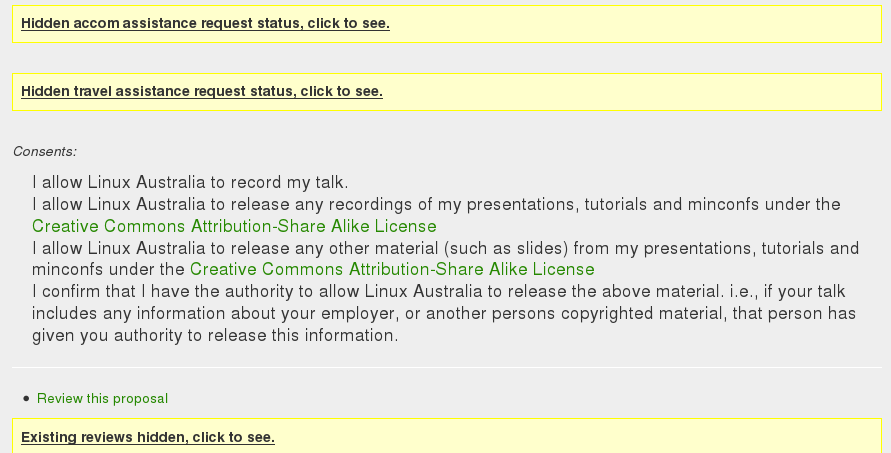 Hidden accom assistance request status, click to see.
Hidden travel assistance request status, click to see.
Consents:
I allow Linux Australia to record my talk.
I allow Linux Australia to release any recordings of my presentations, tutorials and minconfs under the
Creative Commons Attribution-Share Alike License
I allow Linux Australia to release any other material (such as slides) from my presentations, tutorials and
minconfs under the Creative Commons Attribution-Share Alike License
I confirm that I have the authority to allow Linux Australia to release the above material. i.e., if your talk
includes any information about your employer, or another persons copyrighted material, that person has
given you authority to release this information.
• Review this proposal
Existing reviews hidden, click to see.